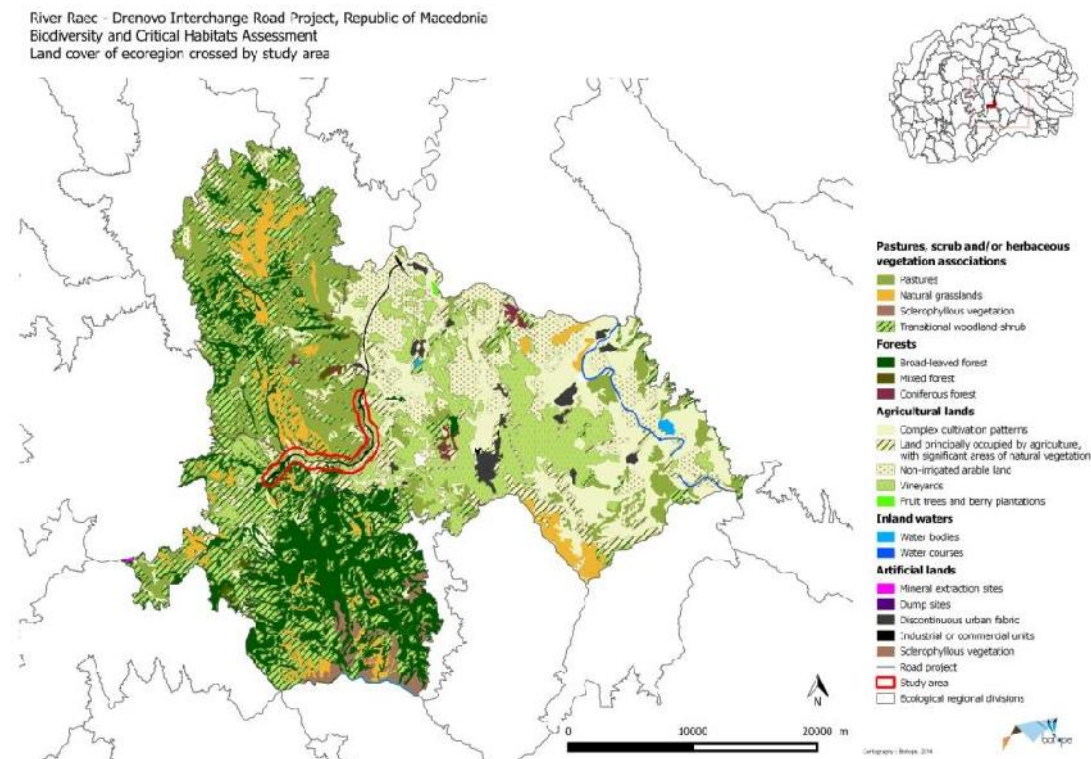 River Raec - Drenovo Interchange Road Project, Republic of Macedonia
Biodiversity and Critical Habitats Assessment
Land cover of ecoregion crossed by study area
Pastures, scrub and/or herbaceous
vegetation associations
Pastures
Natural grasslands
Sclerophyllous vegetation
Transitional woodland shrub
Forests
Broad-leaved forest
Mixed forest
Coniferous forest
Agricultural lands
Complex cultivation patterns
Land principally occupied by agriculture,
with significant areas of natural vegetation
Non-irrigated arable land
Vineyards
Fruit trees and berry plantations
Inland waters
Water bodies
Water courses
Artificial lands
Mineral extraction sites
Dump sites
Discontinuous urban fabric
Industrial or commercial units
Sclerophyllous vegetation
Road project
Study area
Ecological regional divisions
N
0 10000 20000 m
Cartography : Biotope, 2014
biotope